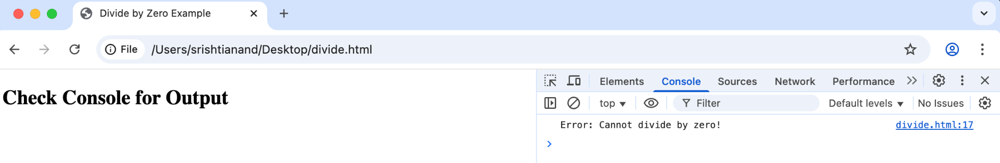 Divide by Zero Example
File /Users/srishtianand/Desktop/divide.html
Check Console for Output
Elements Console Sources Network Performance
top Filter Default levels No Issues
Error: Cannot divide by zero! divide.html:17